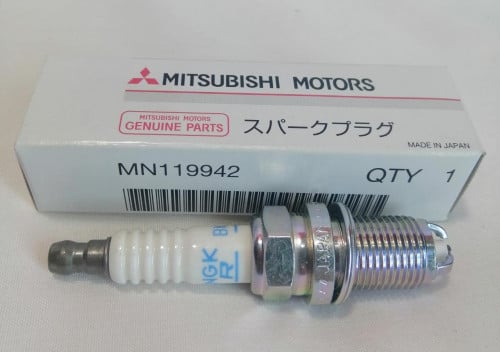 MITSUBISHI MOTORS
MITSUBISHI MOTORS
GENUINE PARTS
スパークプラグ
MADE IN JAPAN
MN119942
QTY 1
NGK
R
JAPAN